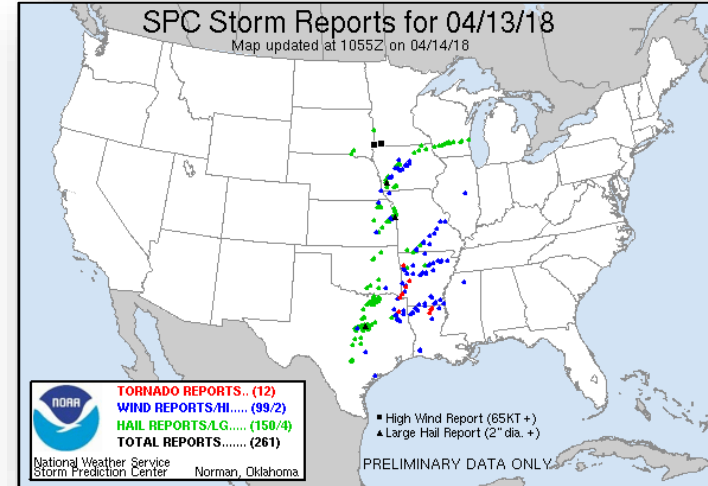 SPC Storm Reports for 04/13/18
Map updated at 1055Z on 04/14/18
NOAA
TORNADO REPORTS.. (12)
WIND REPORTS/HI..... (99/2)
HAIL REPORTS/LG..... (150/4)
TOTAL REPORTS....... (261)
National Weather Service
Storm Prediction Center Norman, Oklahoma
High Wind Report (65KT +)
Large Hail Report (2" dia. +)
PRELIMINARY DATA ONLY